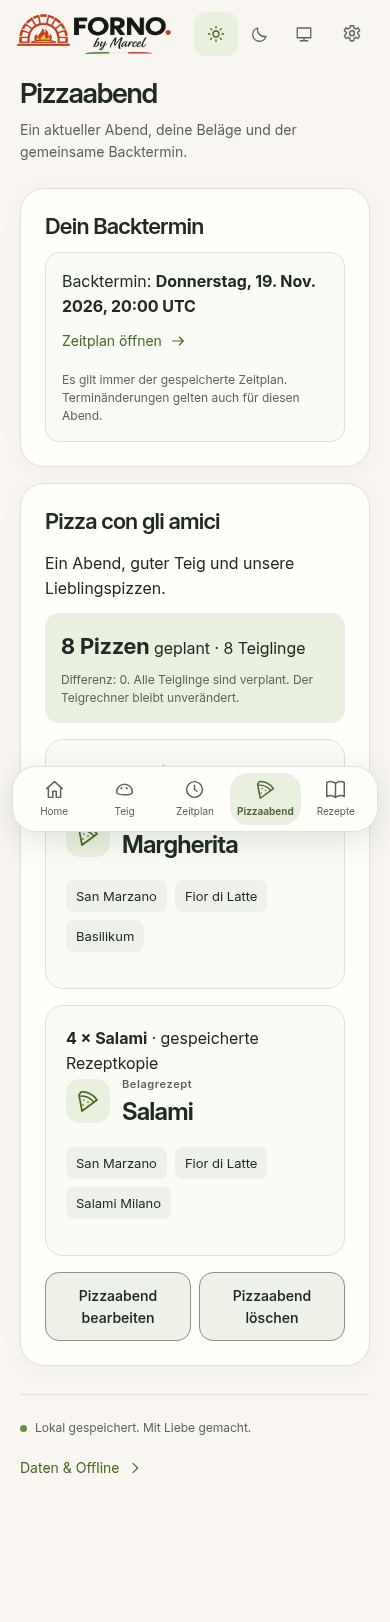 FORNO.
by Marcel
Pizzaabend
Ein aktueller Abend, deine Beläge und der
gemeinsame Backtermin.
Dein Backtermin
Backtermin: Donnerstag, 19. Nov.
2026, 20:00 UTC
Zeitplan öffnen →
Es gilt immer der gespeicherte Zeitplan.
Terminänderungen gelten auch für diesen
Abend.
Pizza con gli amici
Ein Abend, guter Teig und unsere
Lieblingspizzen.
8 Pizzen geplant · 8 Teiglinge
Differenz: 0. Alle Teiglinge sind verplant. Der
Teigrechner bleibt unverändert.
Home Teig Zeitplan Pizzaabend Rezepte
Margherita
San Marzano Fior di Latte
Basilikum
4 × Salami · gespeicherte
Rezeptkopie
Belagrezept
Salami
San Marzano Fior di Latte
Salami Milano
Pizzaabend bearbeiten
Pizzaabend löschen
Lokal gespeichert. Mit Liebe gemacht.
Daten & Offline